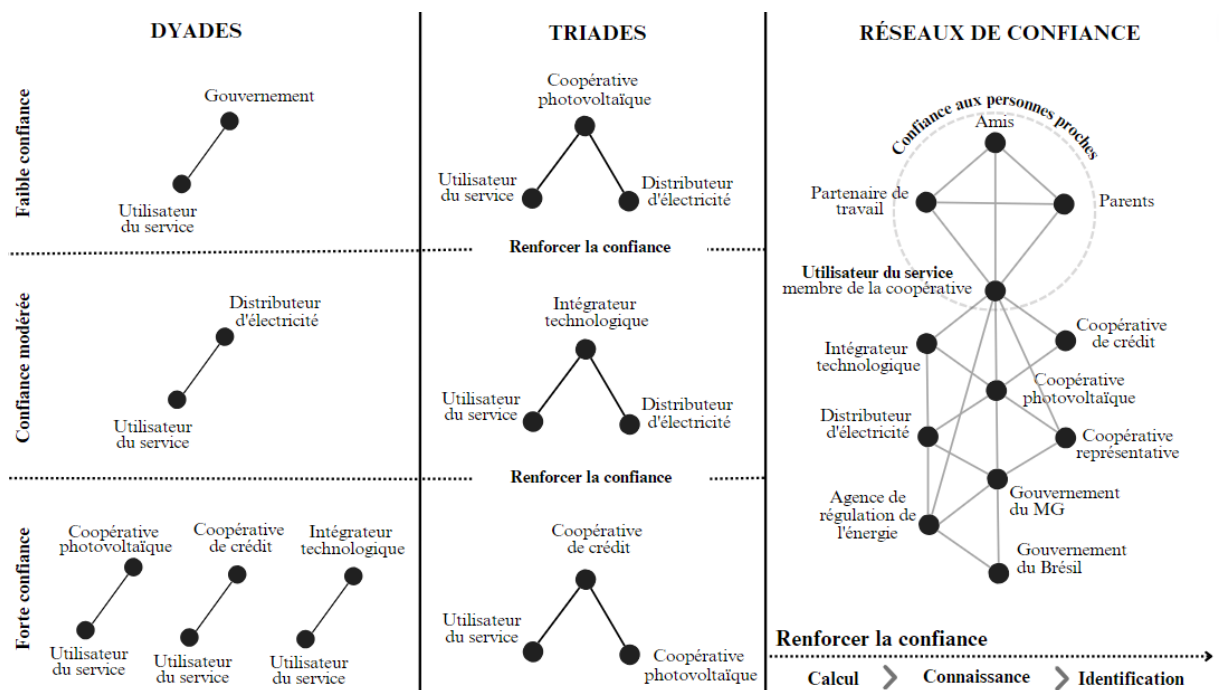 DYADES
TRIADES
RÉSEAUX DE CONFIANCE
Faible confiance
Gouvernement
Utilisateur
du service
Coopérative
photovoltaïque
Utilisateur
du service
Distributeur
d'électricité
Renforcer la confiance
Confiance modérée
Distributeur
d'électricité
Utilisateur
du service
Intégrateur
technologique
Utilisateur
du service
Distributeur
d'électricité
Renforcer la confiance
Forte confiance
Coopérative
photovoltaïque
Utilisateur
du service
Coopérative
de crédit
Utilisateur
du service
Intégrateur
technologique
Utilisateur
du service
Coopérative
de crédit
Utilisateur
du service
Coopérative
photovoltaïque
Confiance aux personnes proches
Amis
Partenaire de
travail
Parents
Utilisateur du service
membre de la coopérative
Intégrateur
technologique
Coopérative
de crédit
Coopérative
photovoltaïque
Distributeur
d'électricité
Coopérative
représentative
Agence de
régulation de
l'énergie
Gouvernement
du MG
Gouvernement
du Brésil
Renforcer la confiance
Calcul
Connaissance
Identification